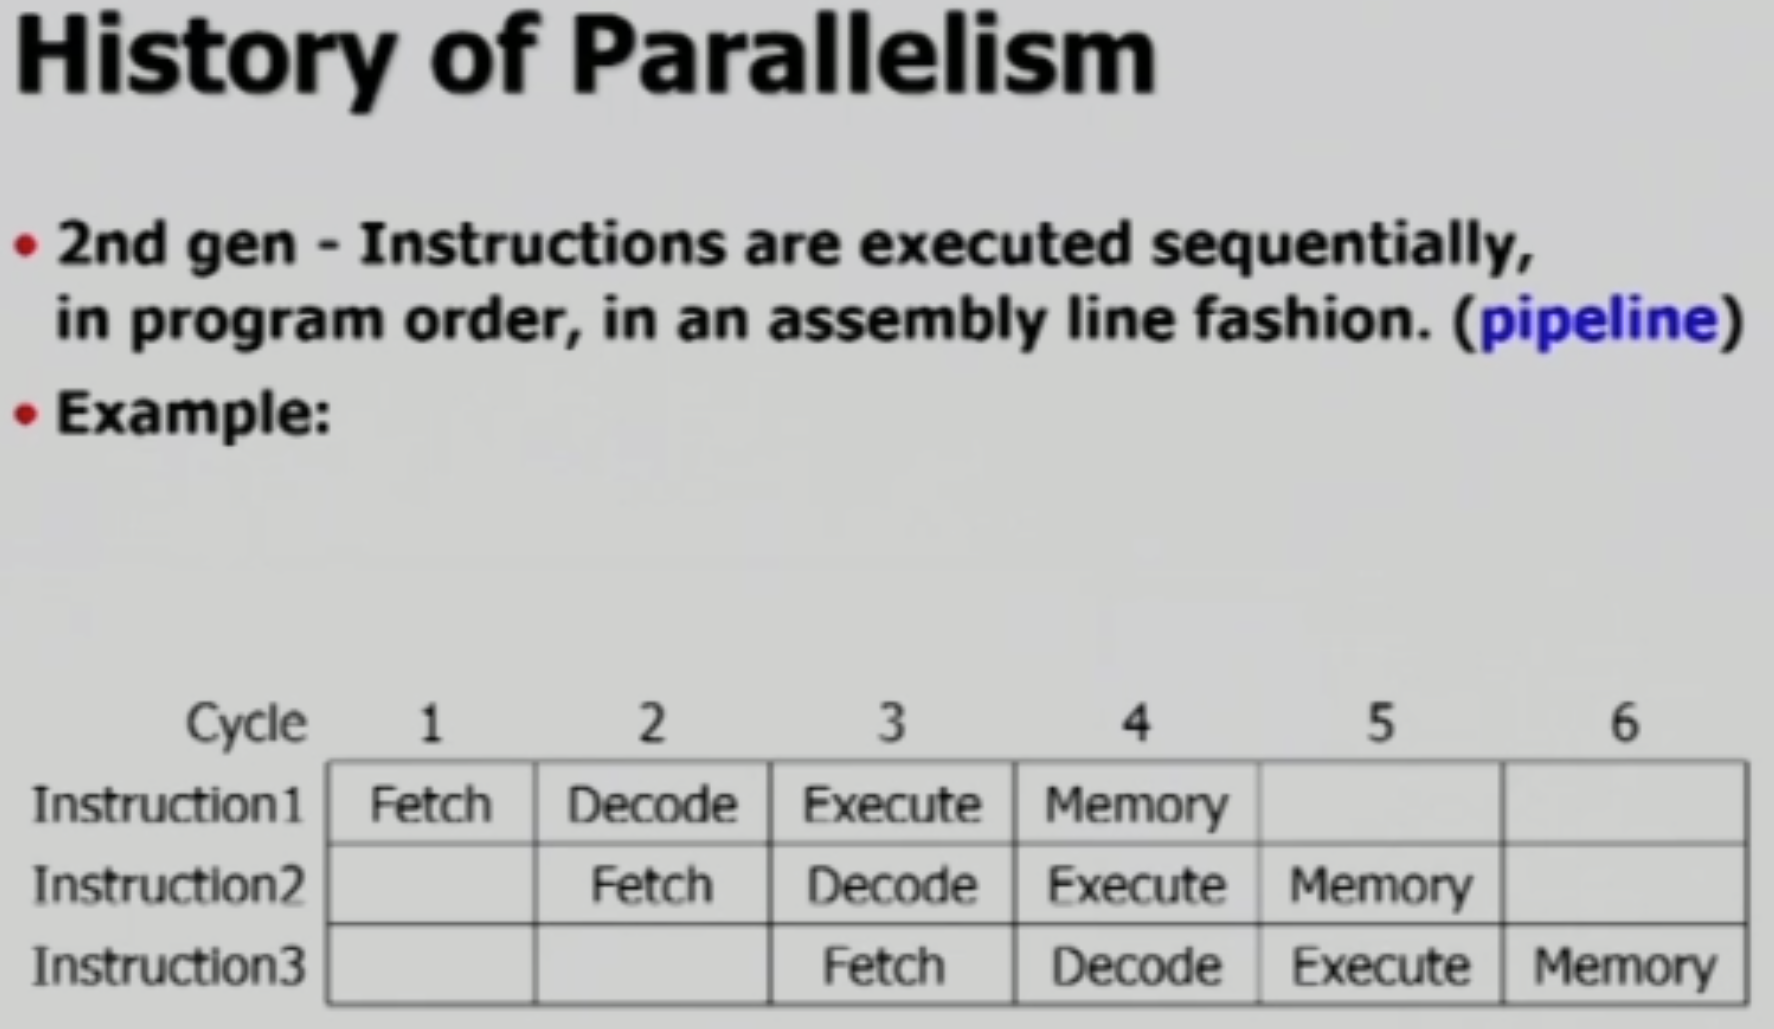 History of Parallelism
• 2nd gen - Instructions are executed sequentially,
in program order, in an assembly line fashion. (pipeline)
• Example:
Cycle 1 2 3 4 5 6
Instruction1 Fetch Decode Execute Memory
Instruction2 Fetch Decode Execute Memory
Instruction3 Fetch Decode Execute Memory